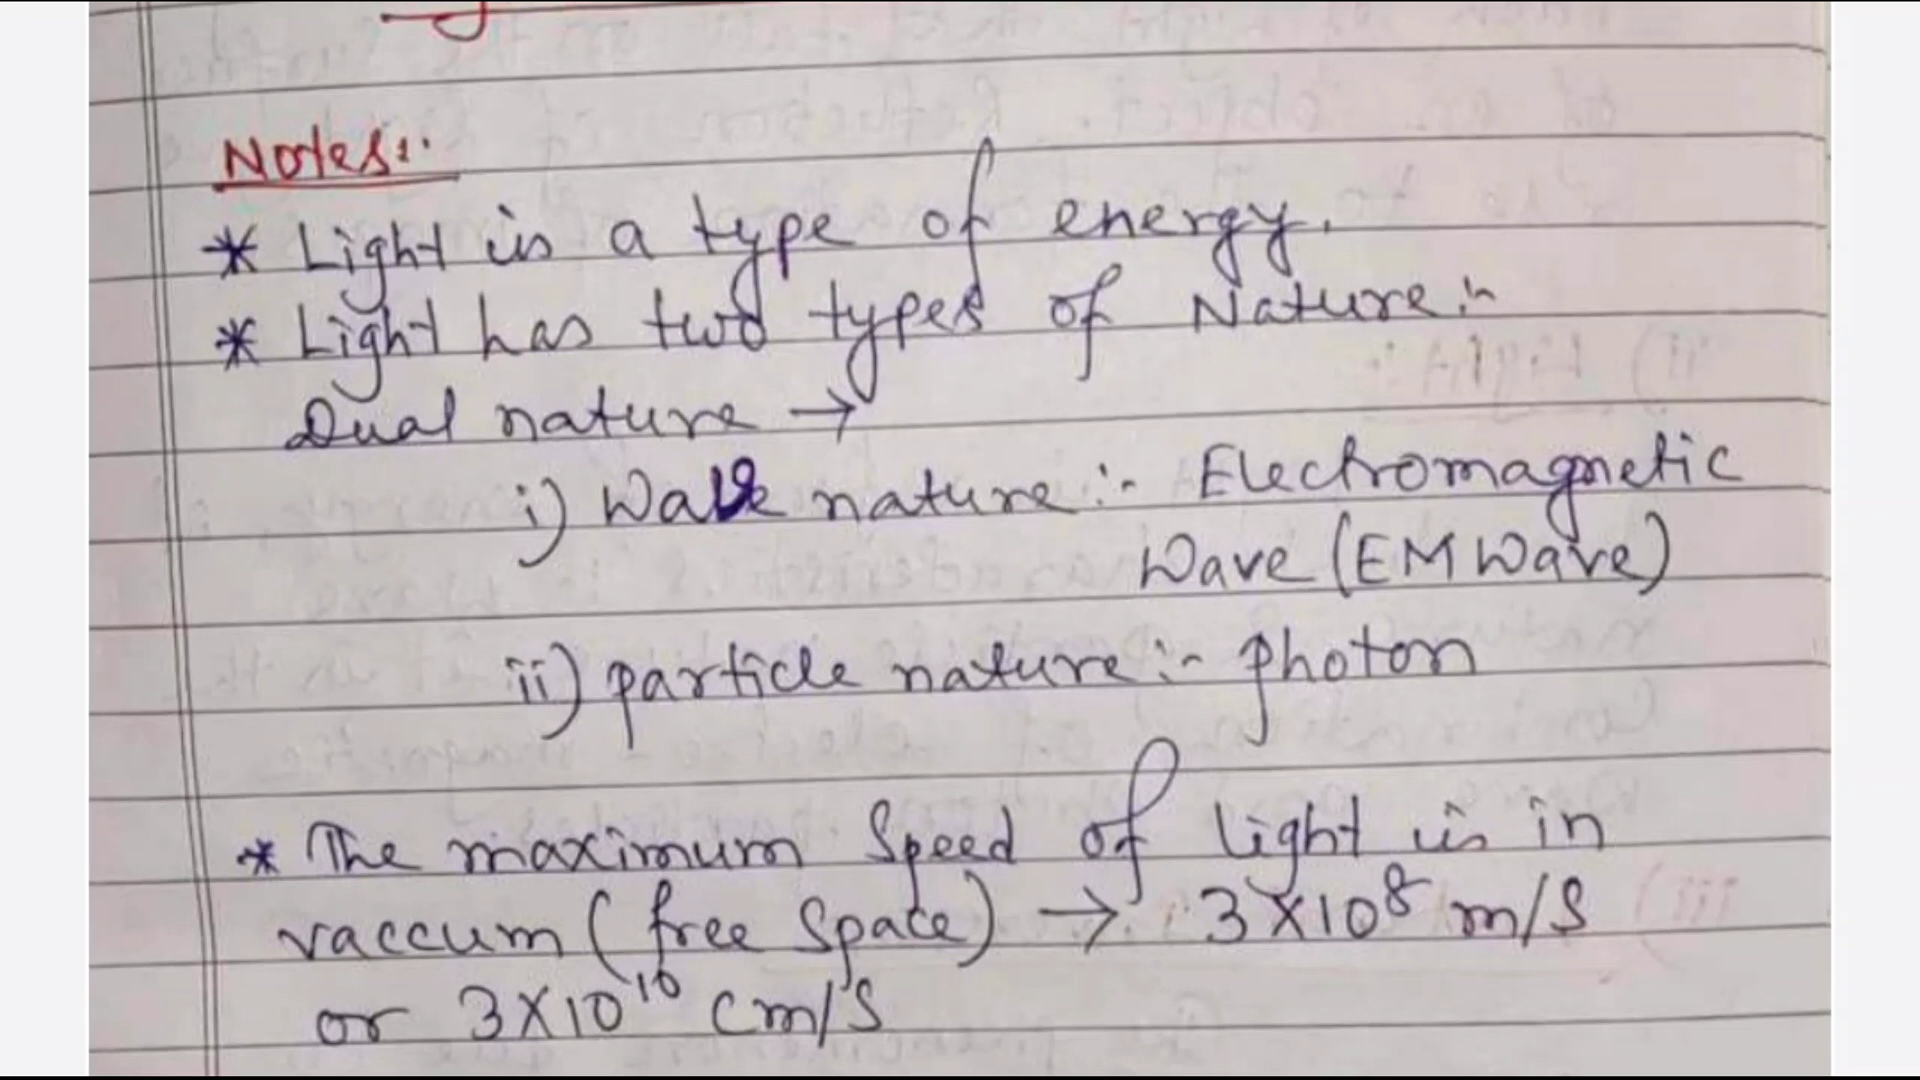 Notes:-
* Light is a type of energy.
* Light has two types of Nature:-
Dual nature →
i) Wave nature:- Electromagnetic
Wave (EM Wave)
ii) particle nature:- photon
* The maximum Speed of light is in
vaccum (free Space) → 3×10⁸ m/s
or 3×10¹⁰ cm/s